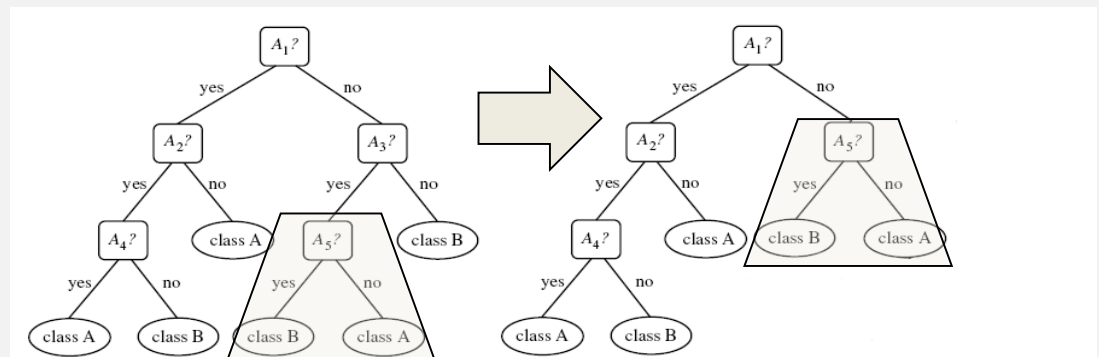 A1? A1?
yes no yes no
A2? A3? A2? A5?
yes no yes no yes no yes no
A4? class A A5? class B A4? class A class B class A
yes no yes no yes no
class A class B class B class A class A class B